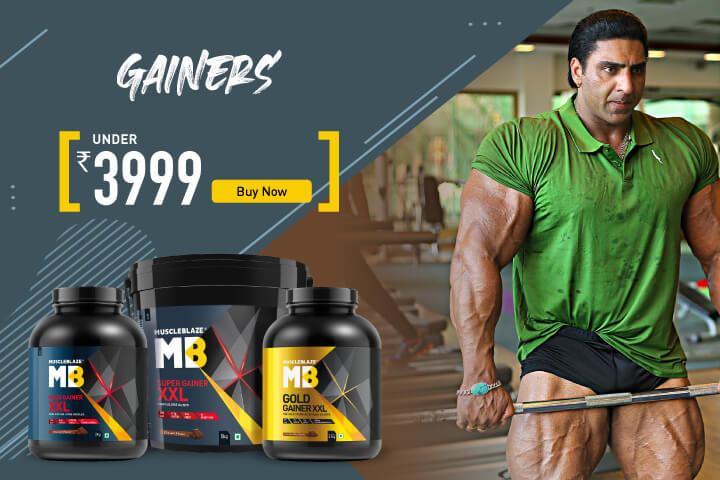 GAINERS
UNDER
₹3999
Buy Now
MUSCLEBLAZE
MB
XXL
MUSCLEBLAZE
MB
SUPER GAINER
XXL
MUSCLEBLAZE
MB
GOLD
GAINER XXL